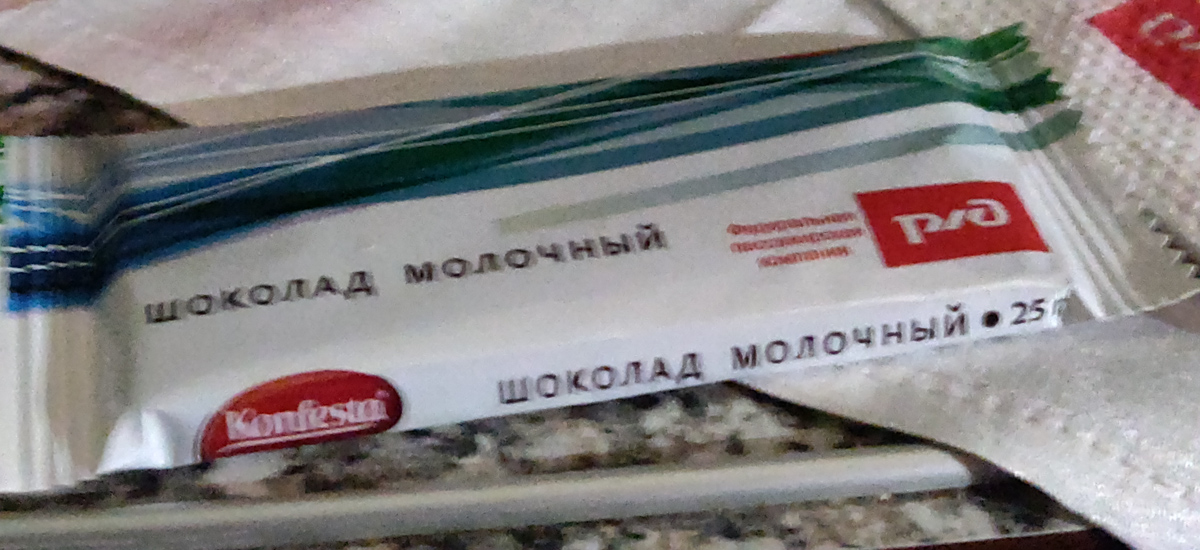 ШОКОЛАД МОЛОЧНЫЙ
Федеральная
пассажирская
компания
РЖД
Konfesta
ШОКОЛАД МОЛОЧНЫЙ • 25 г